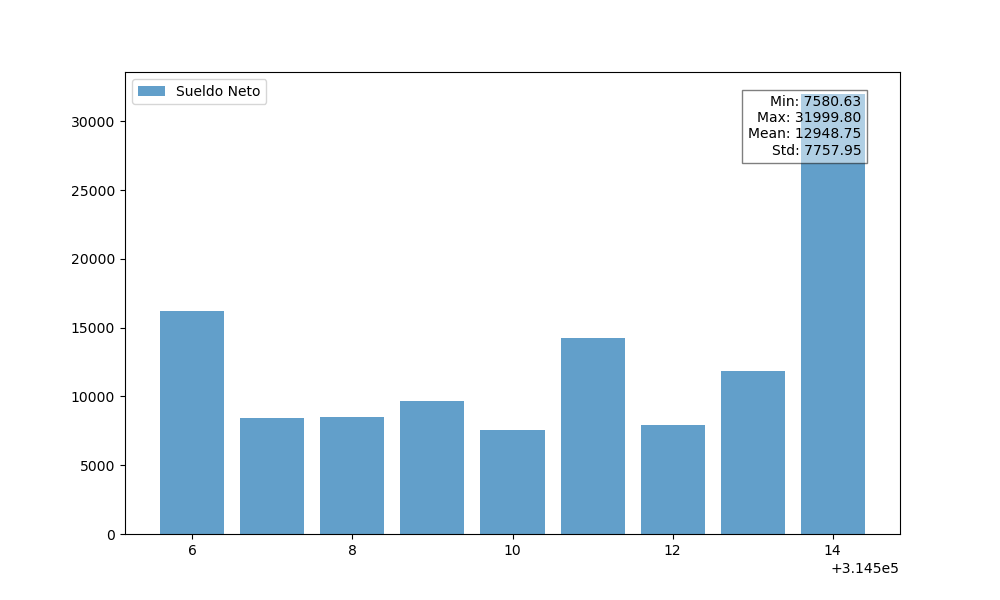 Sueldo Neto
Min: 7580.63
Max: 31999.80
Mean: 12948.75
Std: 7757.95
30000
25000
20000
15000
10000
5000
0
6 8 10 12 14
+3.145e5